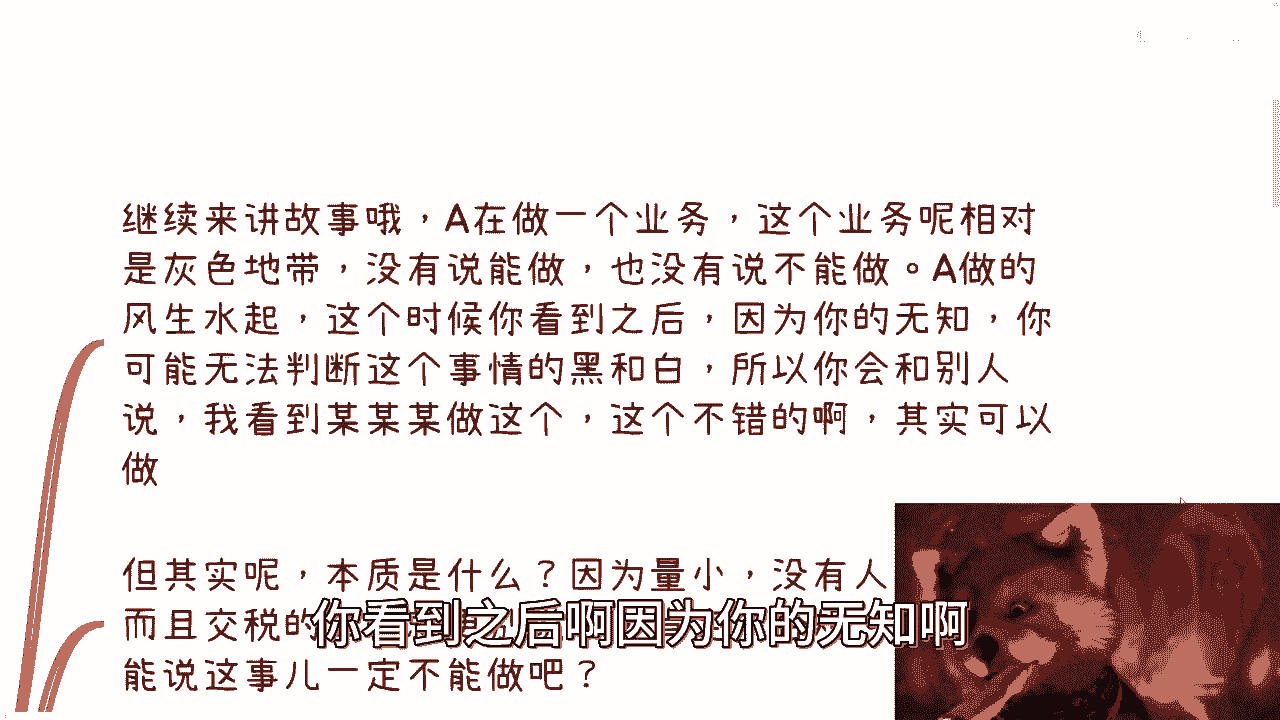 继续来讲故事哦，A在做一个业务，这个业务呢相对
是灰色地带，没有说能做，也没有说不能做。A做的
风生水起，这个时候你看到之后，因为你的无知，你
可能无法判断这个事情的黑和白，所以你会和别人
说，我看到某某某做这个，这个不错的啊，其实可以
做
但其实呢，本质是什么？因为量小，没有人
而且交税的
你看到之后啊因为你的无知啊
能说这事儿一定不能做吧？